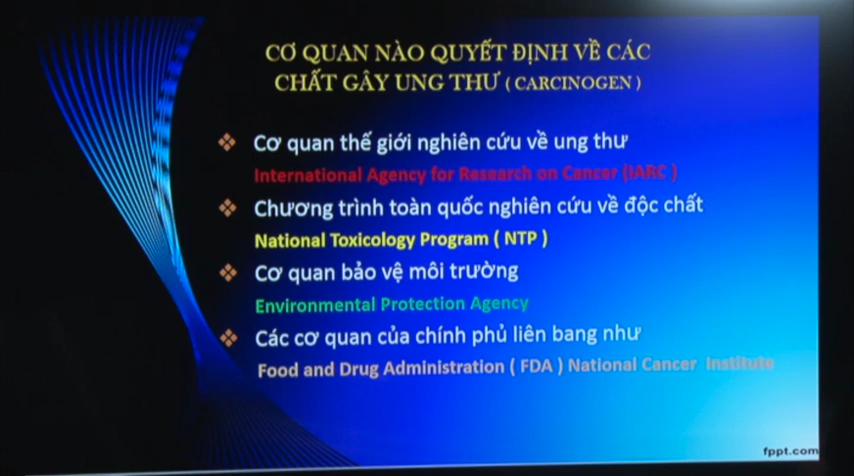 CƠ QUAN NÀO QUYẾT ĐỊNH VỀ CÁC
CHẤT GÂY UNG THƯ ( CARCINOGEN )
Cơ quan thế giới nghiên cứu về ung thư
International Agency for Research on Cancer (IARC )
Chương trình toàn quốc nghiên cứu về độc chất
National Toxicology Program ( NTP )
Cơ quan bảo vệ môi trường
Environmental Protection Agency
Các cơ quan của chính phủ liên bang như
Food and Drug Administration ( FDA ) National Cancer Institute
fppt.com